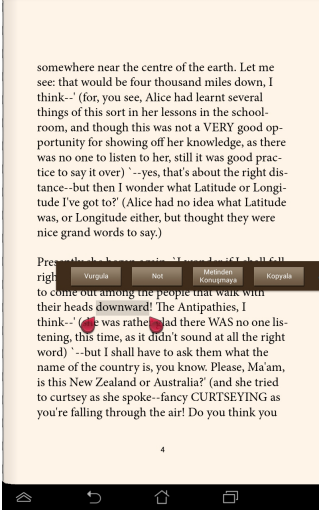 somewhere near the centre of the earth. Let me
see: that would be four thousand miles down, I
think--' (for, you see, Alice had learnt several
things of this sort in her lessons in the school-
room, and though this was not a VERY good op-
portunity for showing off her knowledge, as there
was no one to listen to her, still it was good prac-
tice to say it over) `--yes, that's about the right dis-
tance--but then I wonder what Latitude or Longi-
tude I've got to?' (Alice had no idea what Latitude
was, or Longitude either, but thought they were
nice grand words to say.)
Presently she began again. `I wonder if I shall fall
righ
Vurgula
Not
Metinden
Konuşmaya
Kopyala
to come out among the people that walk with
their heads downward! The Antipathies, I
think--' (she was rather glad there WAS no one lis-
tening, this time, as it didn't sound at all the right
word) `--but I shall have to ask them what the
name of the country is, you know. Please, Ma'am,
is this New Zealand or Australia?' (and she tried
to curtsey as she spoke--fancy CURTSEYING as
you're falling through the air! Do you think you
4